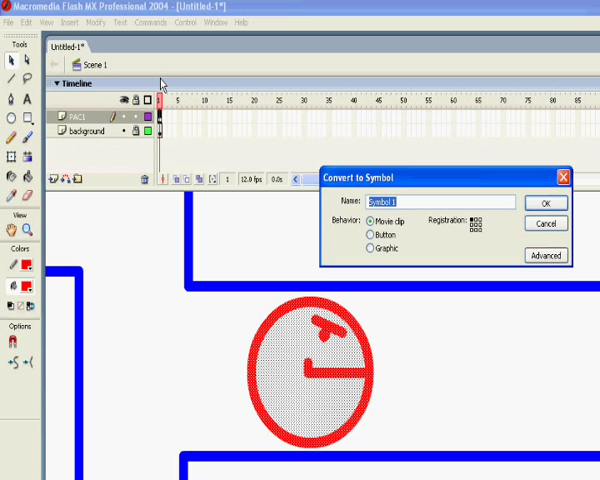 Macromedia Flash MX Professional 2004 - [Untitled-1*]
File Edit View Insert Modify Text Commands Control Window Help
Tools
Untitled-1*
Scene 1
Timeline
1 5 10 15 20 25 30 35 40 45 50 55 60 65 70 75 80 85
PAC1
background
1 12.0 fps 0.0s
Convert to Symbol
Name: Symbol 1 OK
Behavior: Movie clip Registration:
Button Cancel
Graphic
Advanced
View
Colors
Options